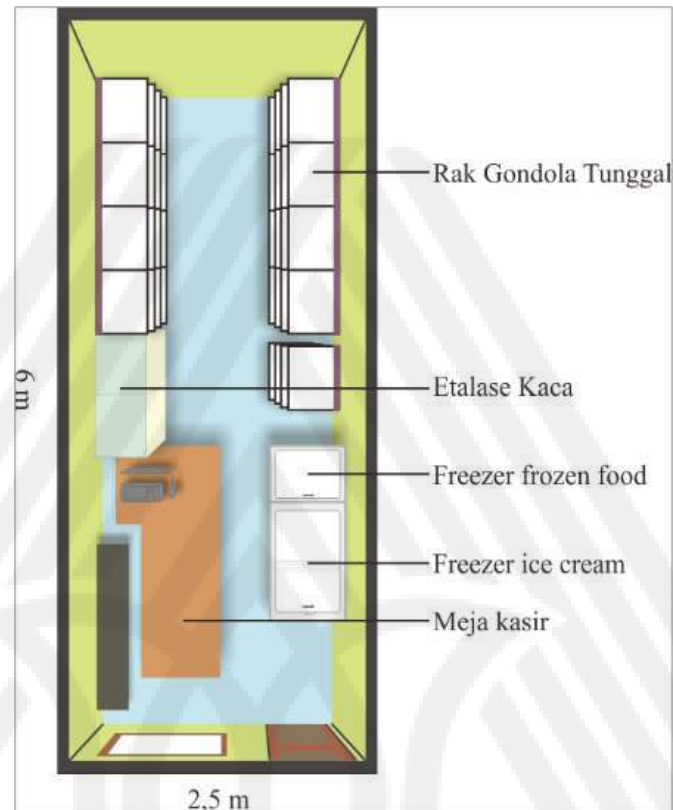 Rak Gondola Tunggal
6 m
Etalase Kaca
Freezer frozen food
Freezer ice cream
Meja kasir
2,5 m